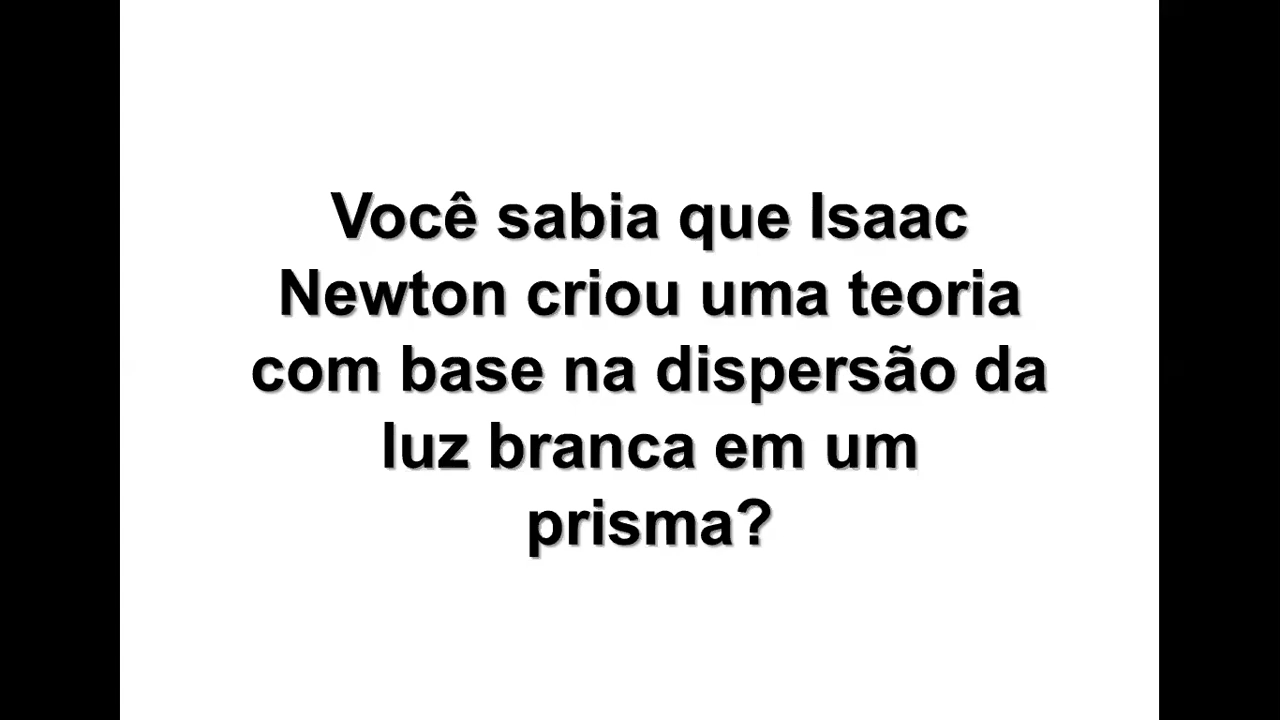 Você sabia que Isaac
Newton criou uma teoria
com base na dispersão da
luz branca em um
prisma?